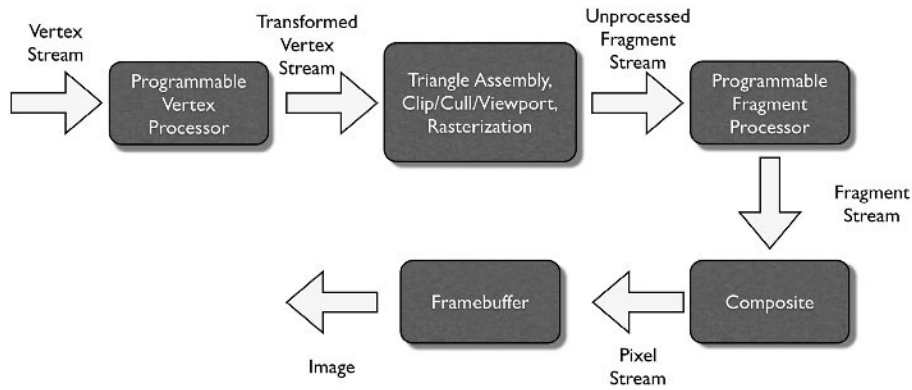 Vertex
Stream
Programmable
Vertex
Processor
Transformed
Vertex
Stream
Triangle Assembly,
Clip/Cull/Viewport,
Rasterization
Unprocessed
Fragment
Stream
Programmable
Fragment
Processor
Fragment
Stream
Composite
Pixel
Stream
Framebuffer
Image